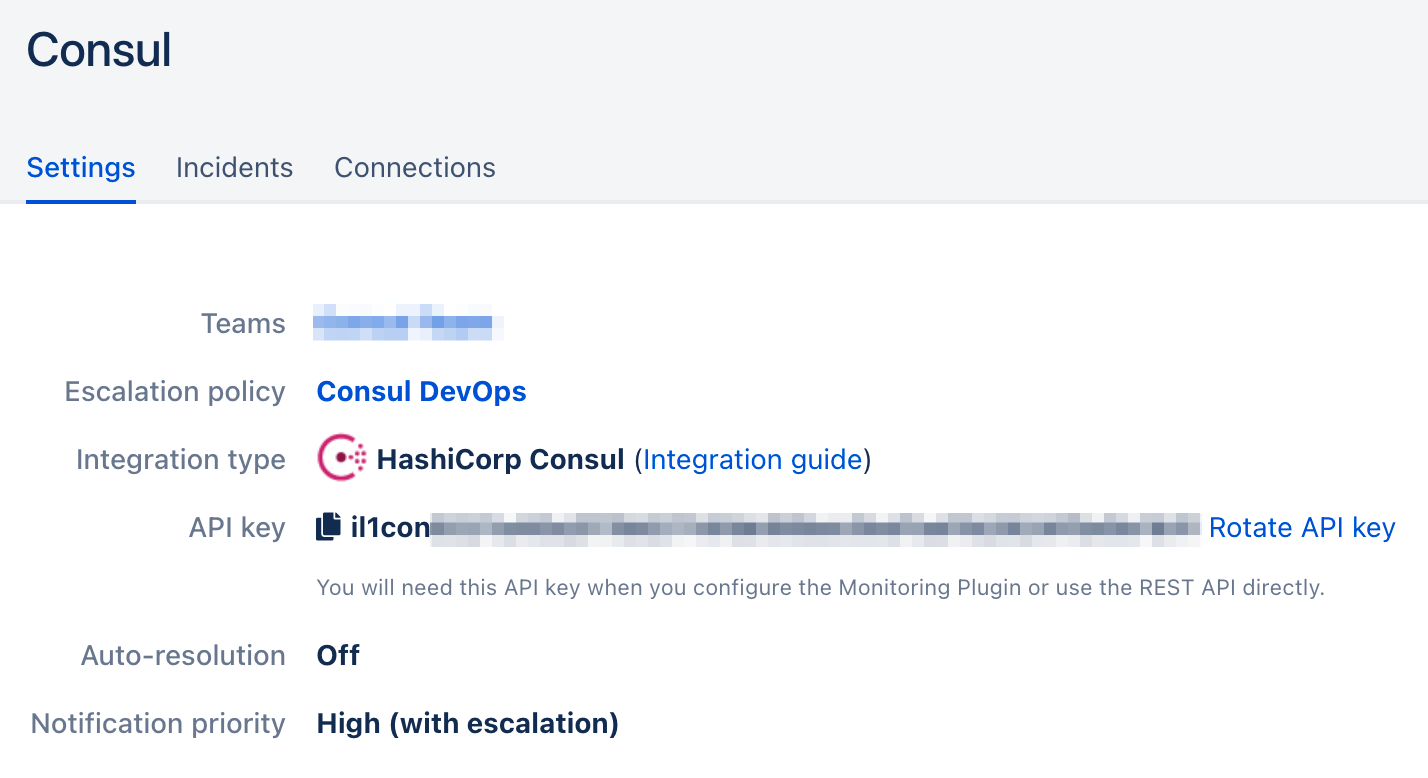 Consul
Settings Incidents Connections
Teams
Escalation policy Consul DevOps
Integration type HashiCorp Consul (Integration guide)
API key il1con Rotate API key
You will need this API key when you configure the Monitoring Plugin or use the REST API directly.
Auto-resolution Off
Notification priority High (with escalation)